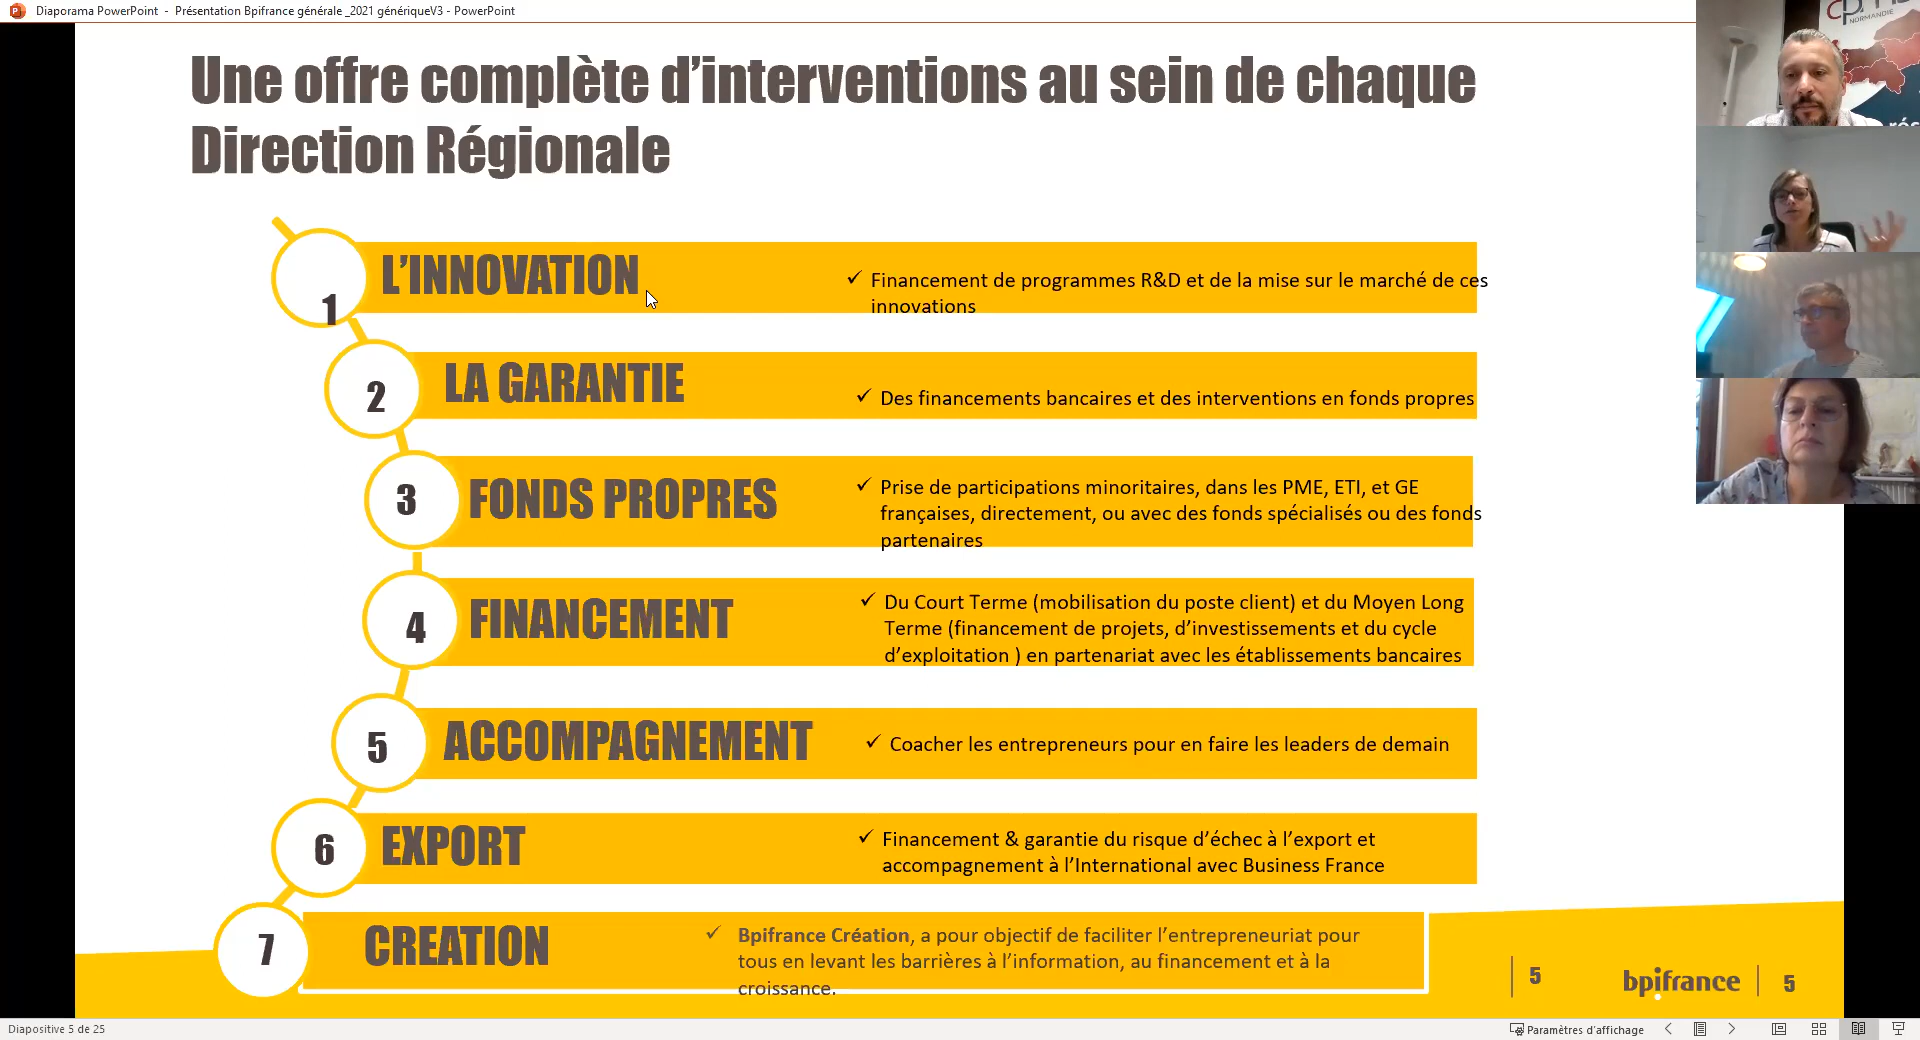 Diaporama PowerPoint - Présentation Bpifrance générale _2021 génériqueV3 - PowerPoint
NORMANDIE
Une offre complète d’interventions au sein de chaque
Direction Régionale
1
L’INNOVATION
✓ Financement de programmes R&D et de la mise sur le marché de ces
innovations
2
LA GARANTIE
✓ Des financements bancaires et des interventions en fonds propres
3
FONDS PROPRES
✓ Prise de participations minoritaires, dans les PME, ETI, et GE
françaises, directement, ou avec des fonds spécialisés ou des fonds
partenaires
4
FINANCEMENT
✓ Du Court Terme (mobilisation du poste client) et du Moyen Long
Terme (financement de projets, d’investissements et du cycle
d’exploitation ) en partenariat avec les établissements bancaires
5
ACCOMPAGNEMENT
✓ Coacher les entrepreneurs pour en faire les leaders de demain
6
EXPORT
✓ Financement & garantie du risque d’échec à l’export et
accompagnement à l’International avec Business France
7
CREATION
✓ Bpifrance Création, a pour objectif de faciliter l’entrepreneuriat pour
tous en levant les barrières à l’information, au financement et à la
croissance.
5
bpifrance
5
Diapositive 5 de 25
Paramètres d'affichage